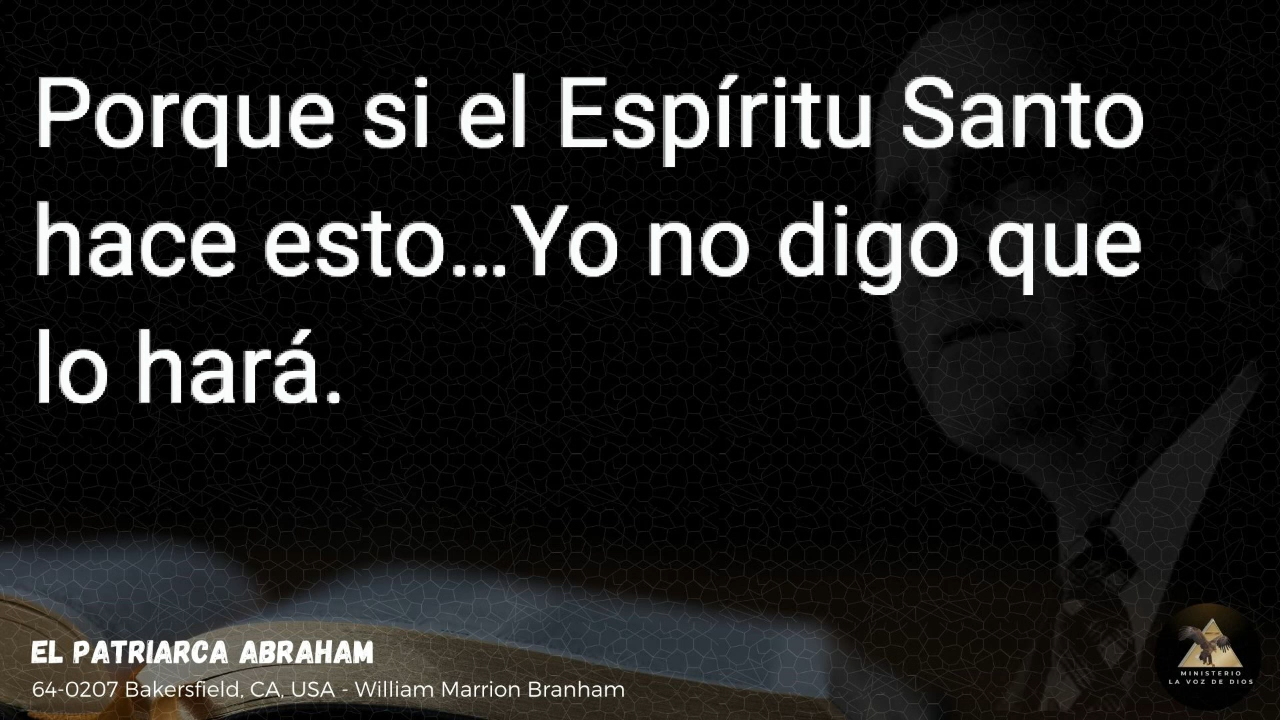 Porque si el Espíritu Santo
hace esto...Yo no digo que
lo hará.
EL PATRIARCA ABRAHAM
64-0207 Bakersfield, CA, USA - William Marrion Branham
MINISTERIO
LA VOZ DE DIOS